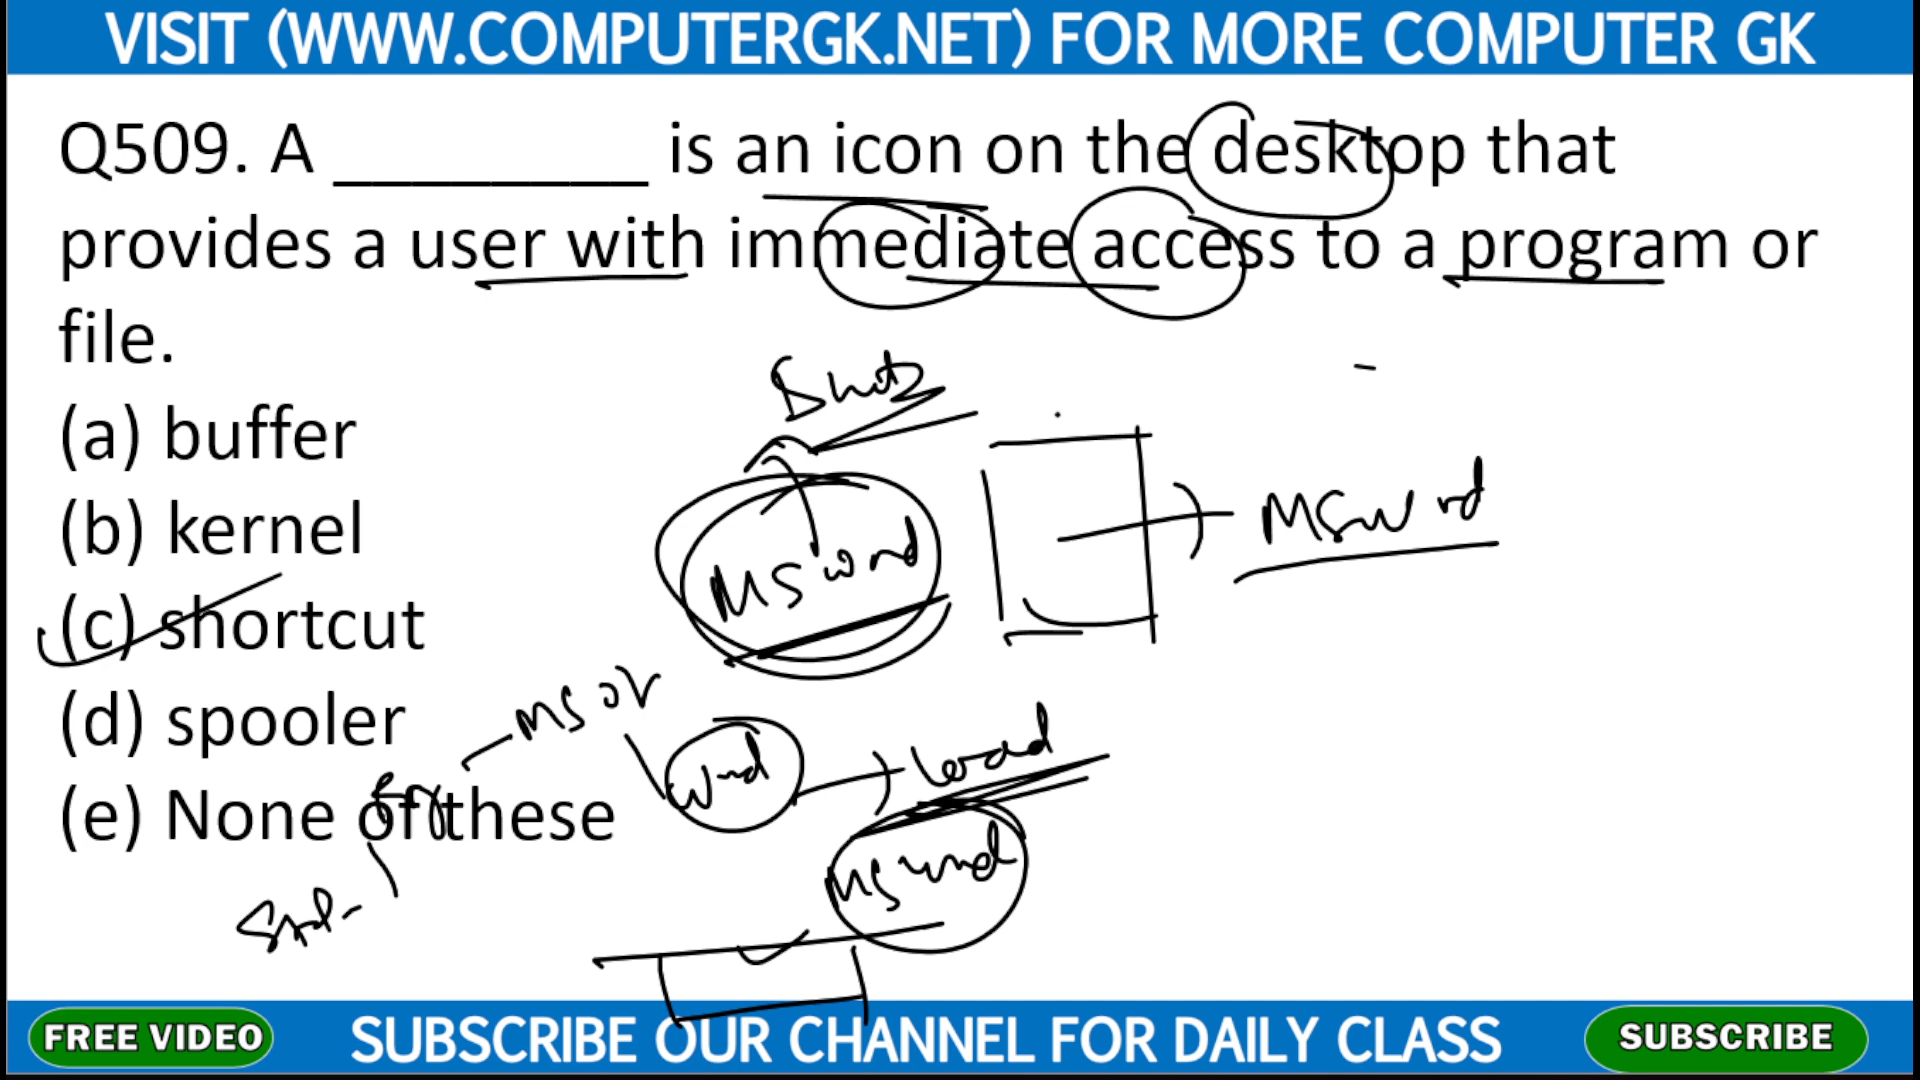 VISIT (WWW.COMPUTERGK.NET) FOR MORE COMPUTER GK
Q509. A ________ is an icon on the desktop that
provides a user with immediate access to a program or
file.
(a) buffer
(b) kernel
(c) shortcut
(d) spooler
(e) None of these
MS word
MSword
MS
word
MS word
FREE VIDEO
SUBSCRIBE OUR CHANNEL FOR DAILY CLASS
SUBSCRIBE